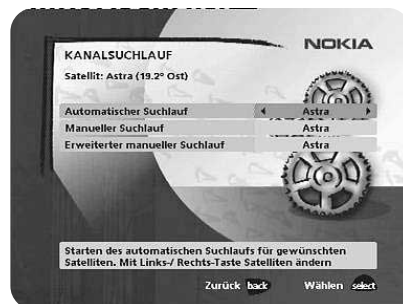 NOKIA
KANALSUCHLAUF
Satellit: Astra (19.2° Ost)
Automatischer Suchlauf Astra
Manueller Suchlauf Astra
Erweiterter manueller Suchlauf Astra
Starten des automatischen Suchlaufs für gewünschten
Satelliten. Mit Links-/ Rechts-Taste Satelliten ändern
Zurück back Wählen select